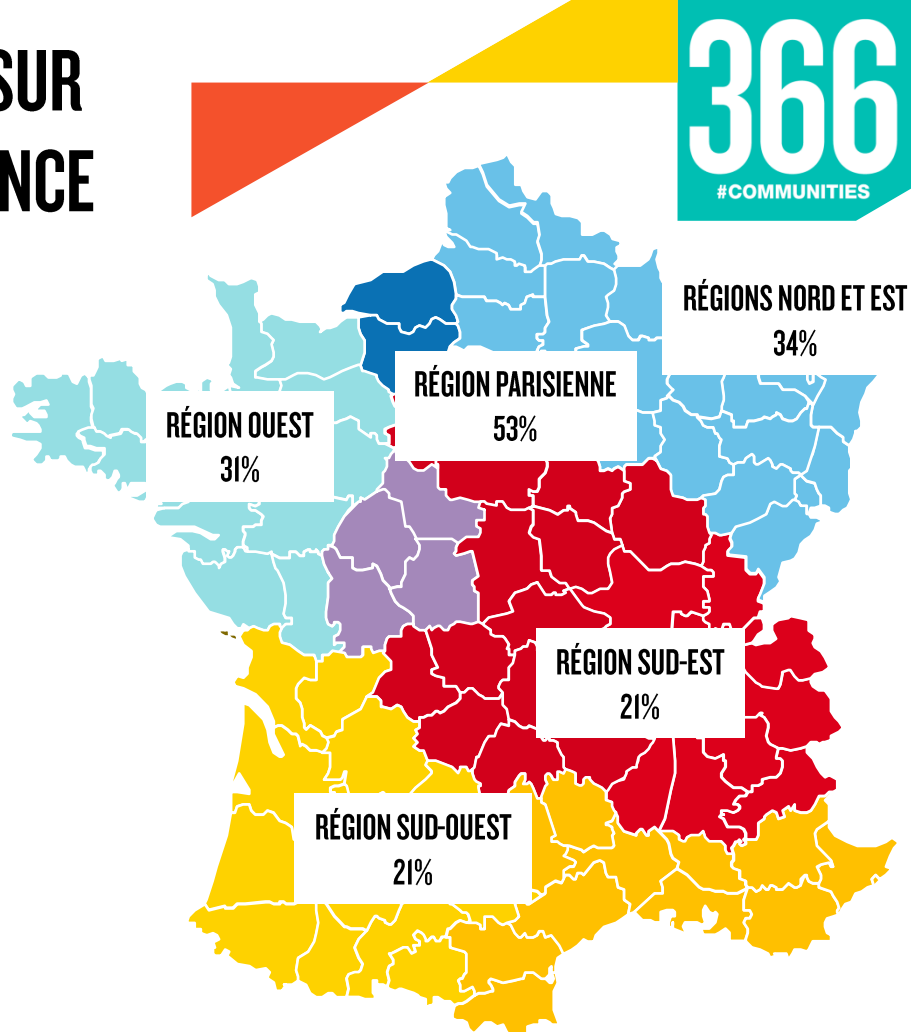 SUR
NCE
366
#COMMUNITIES
RÉGIONS NORD ET EST
34%
RÉGION PARISIENNE
53%
RÉGION OUEST
31%
RÉGION SUD-EST
21%
RÉGION SUD-OUEST
21%